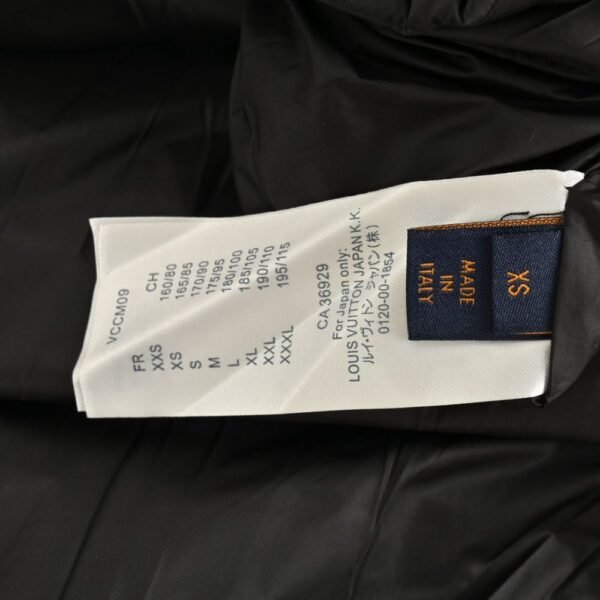 VCCM09
FR CH
XXS 160/80
XS 165/85
S 170/90
M 175/95
L 180/100
XL 185/105
XXL 190/110
XXXL 195/115
CA 36929
For Japan only:
LOUIS VUITTON JAPAN K.K.
ルイ・ヴィトン ジャパン(株)
0120-00-1854
MADE
IN
ITALY
XS